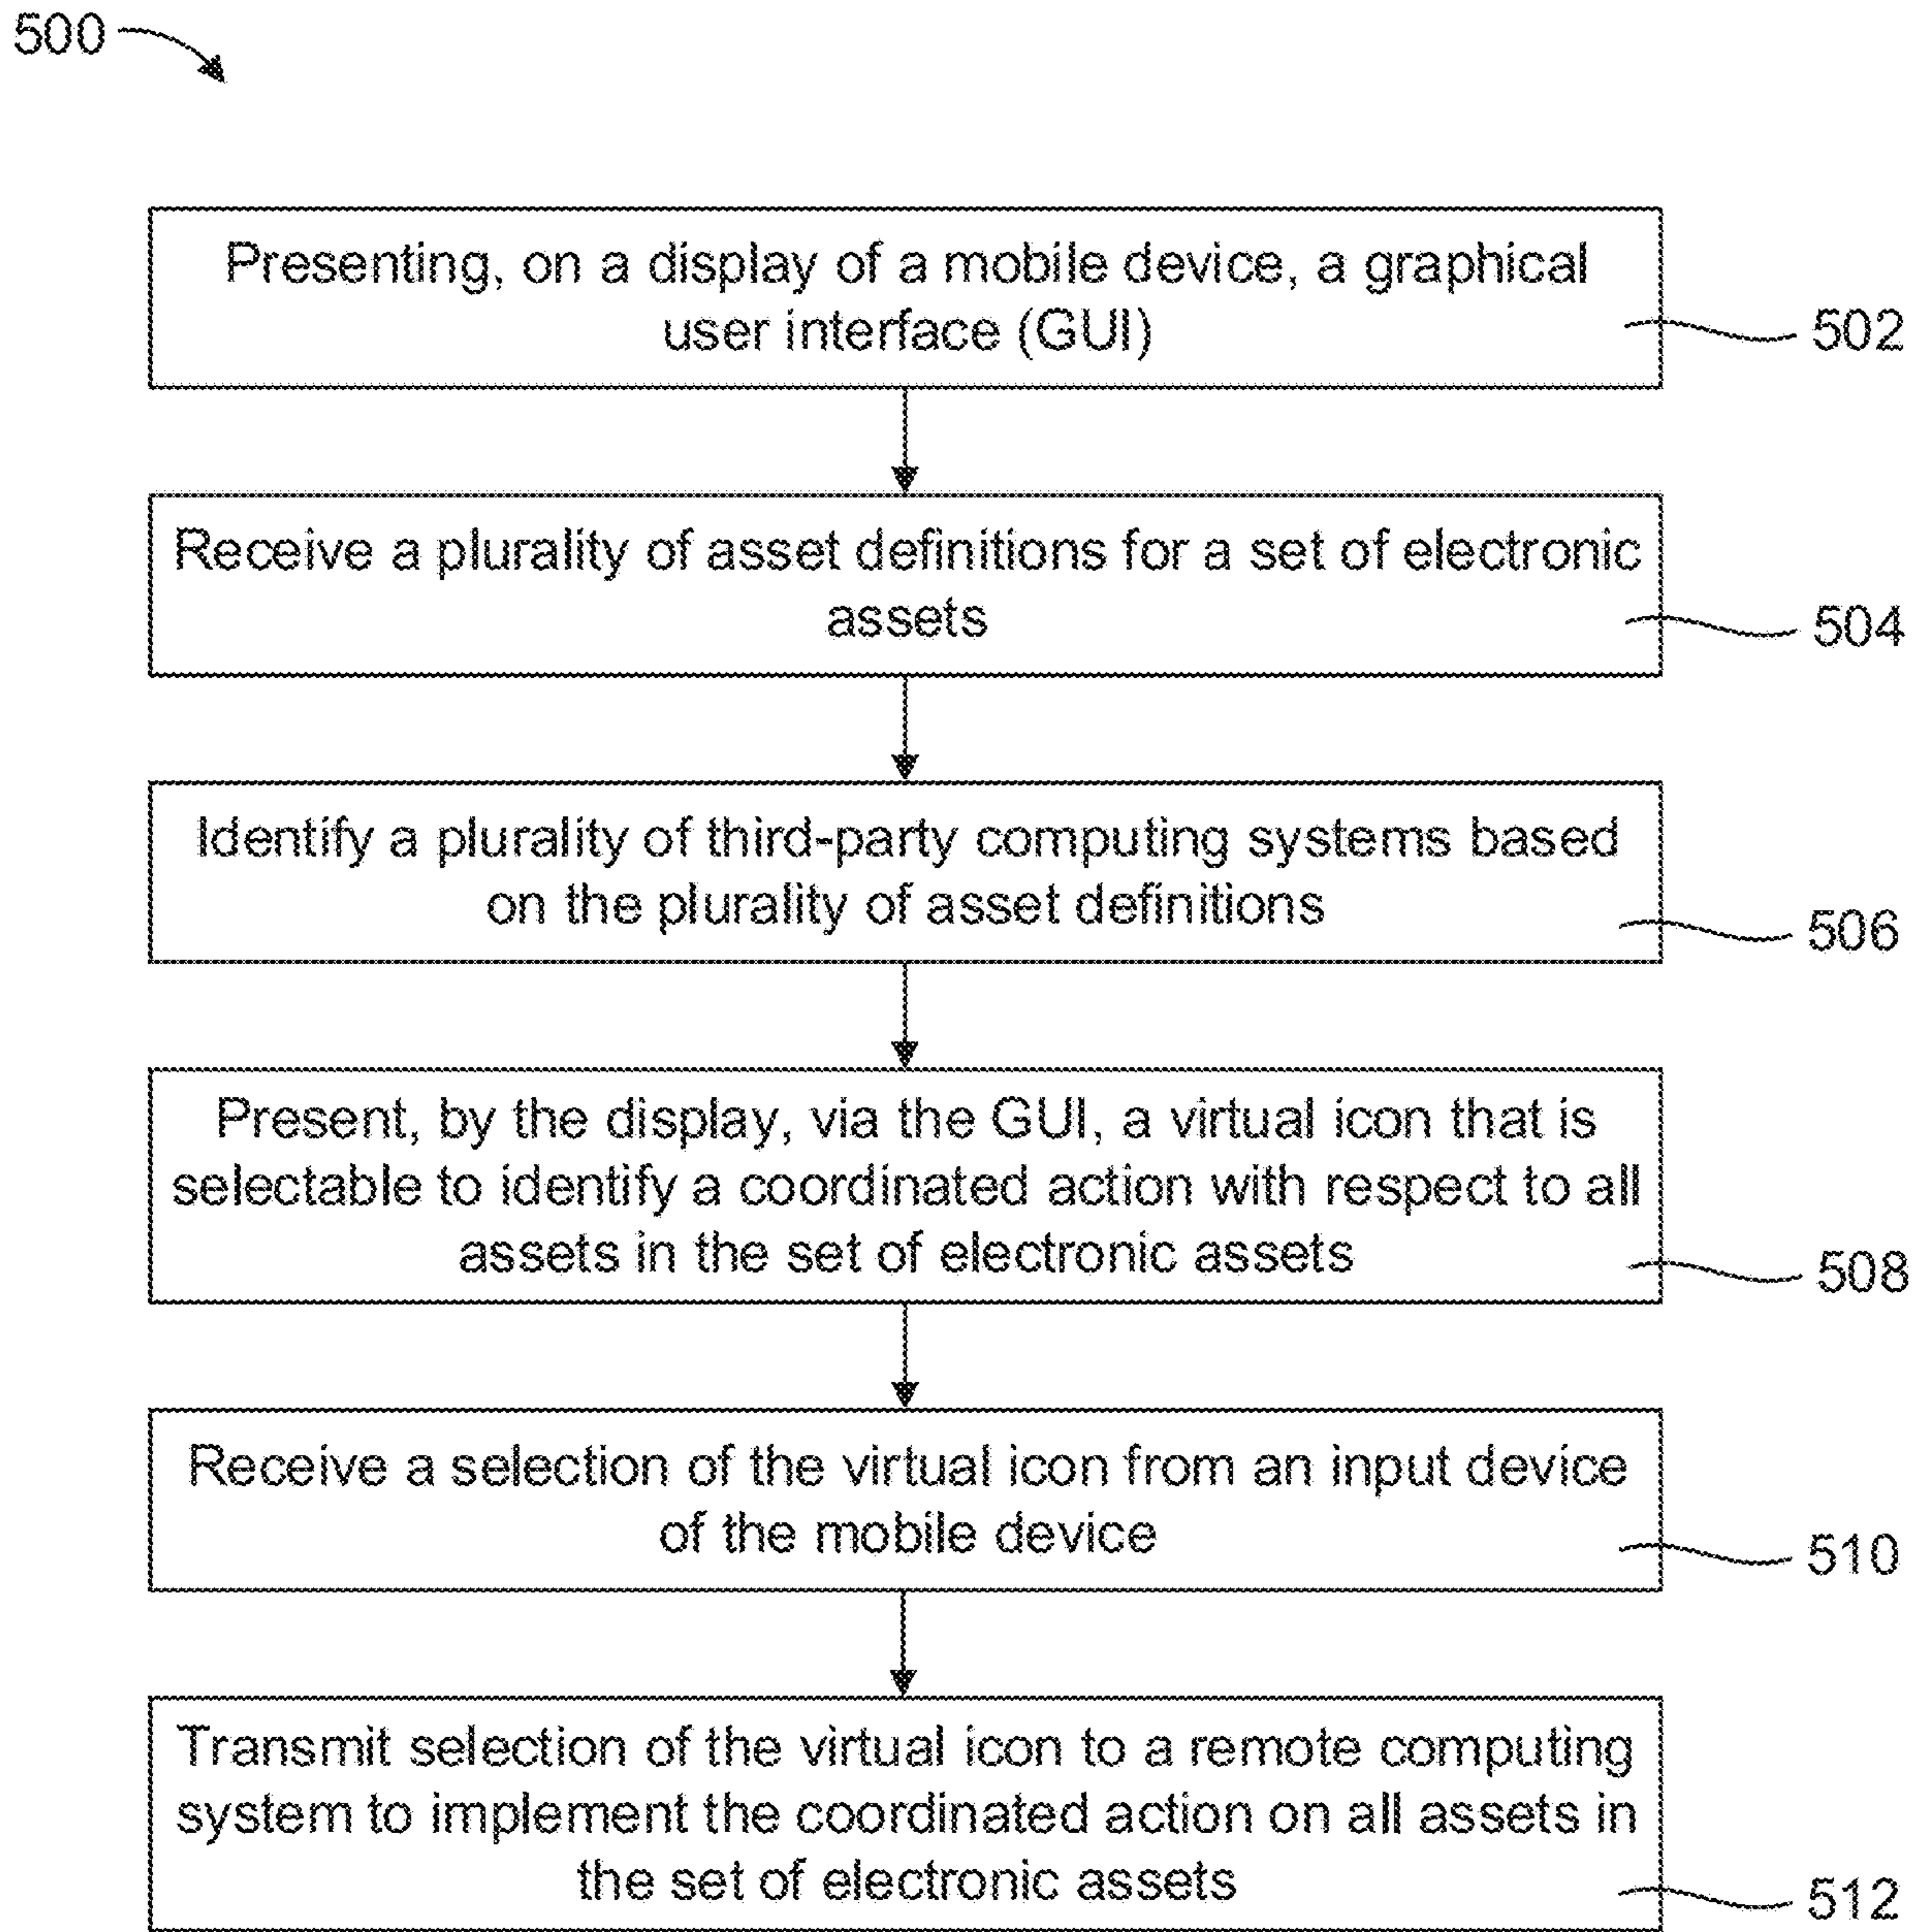 500
Presenting, on a display of a mobile device, a graphical
user interface (GUI)
502
Receive a plurality of asset definitions for a set of electronic
assets
504
Identify a plurality of third-party computing systems based
on the plurality of asset definitions
506
Present, by the display, via the GUI, a virtual icon that is
selectable to identify a coordinated action with respect to all
assets in the set of electronic assets
508
Receive a selection of the virtual icon from an input device
of the mobile device
510
Transmit selection of the virtual icon to a remote computing
system to implement the coordinated action on all assets in
the set of electronic assets
512